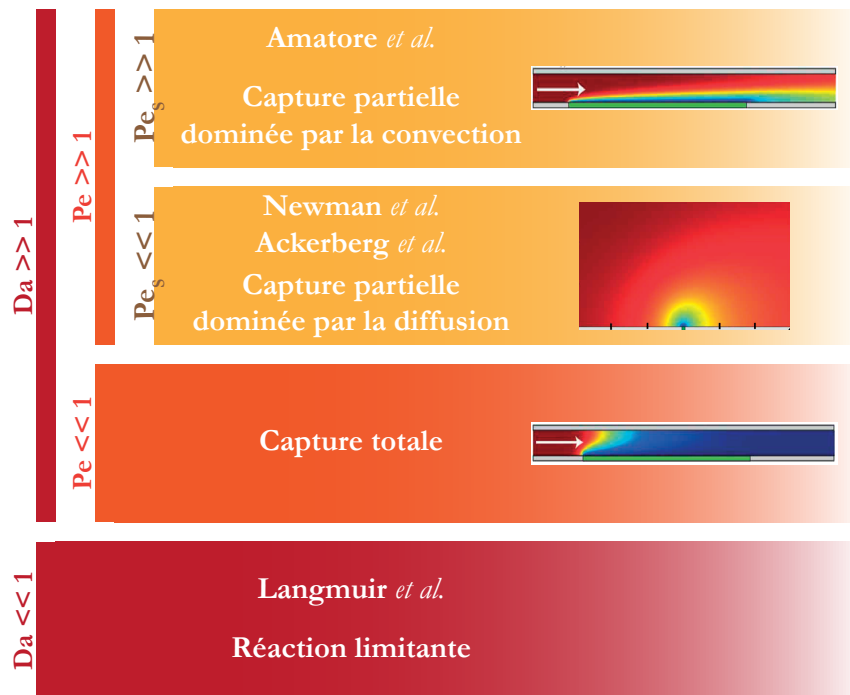 Da >> 1
Pe >> 1
Pes >> 1
Amatore et al.
Capture partielle
dominée par la convection
Pes << 1
Newman et al.
Ackerberg et al.
Capture partielle
dominée par la diffusion
Pe << 1
Capture totale
Da << 1
Langmuir et al.
Réaction limitante